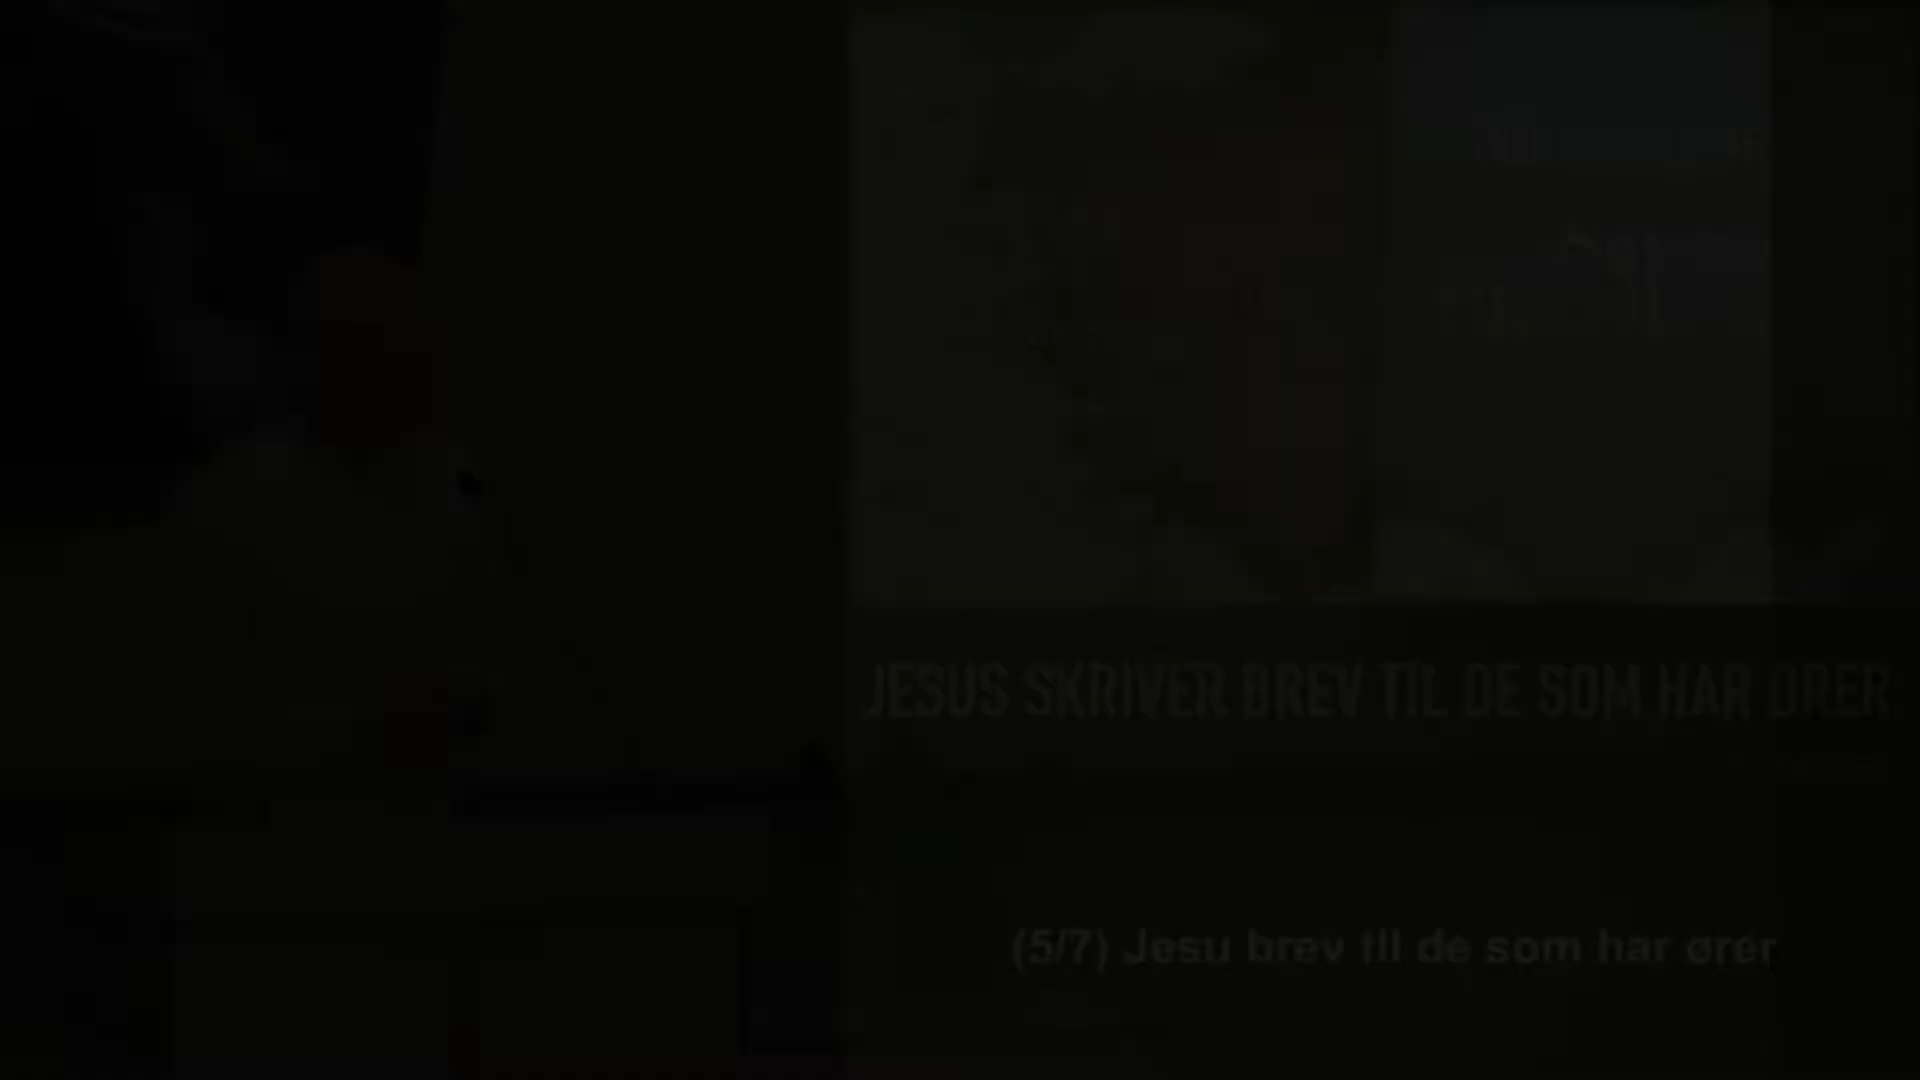 JESUS SKRIVER BREV TIL DE SOM HAR ØRER
(5/7) Jesu brev til de som har ører